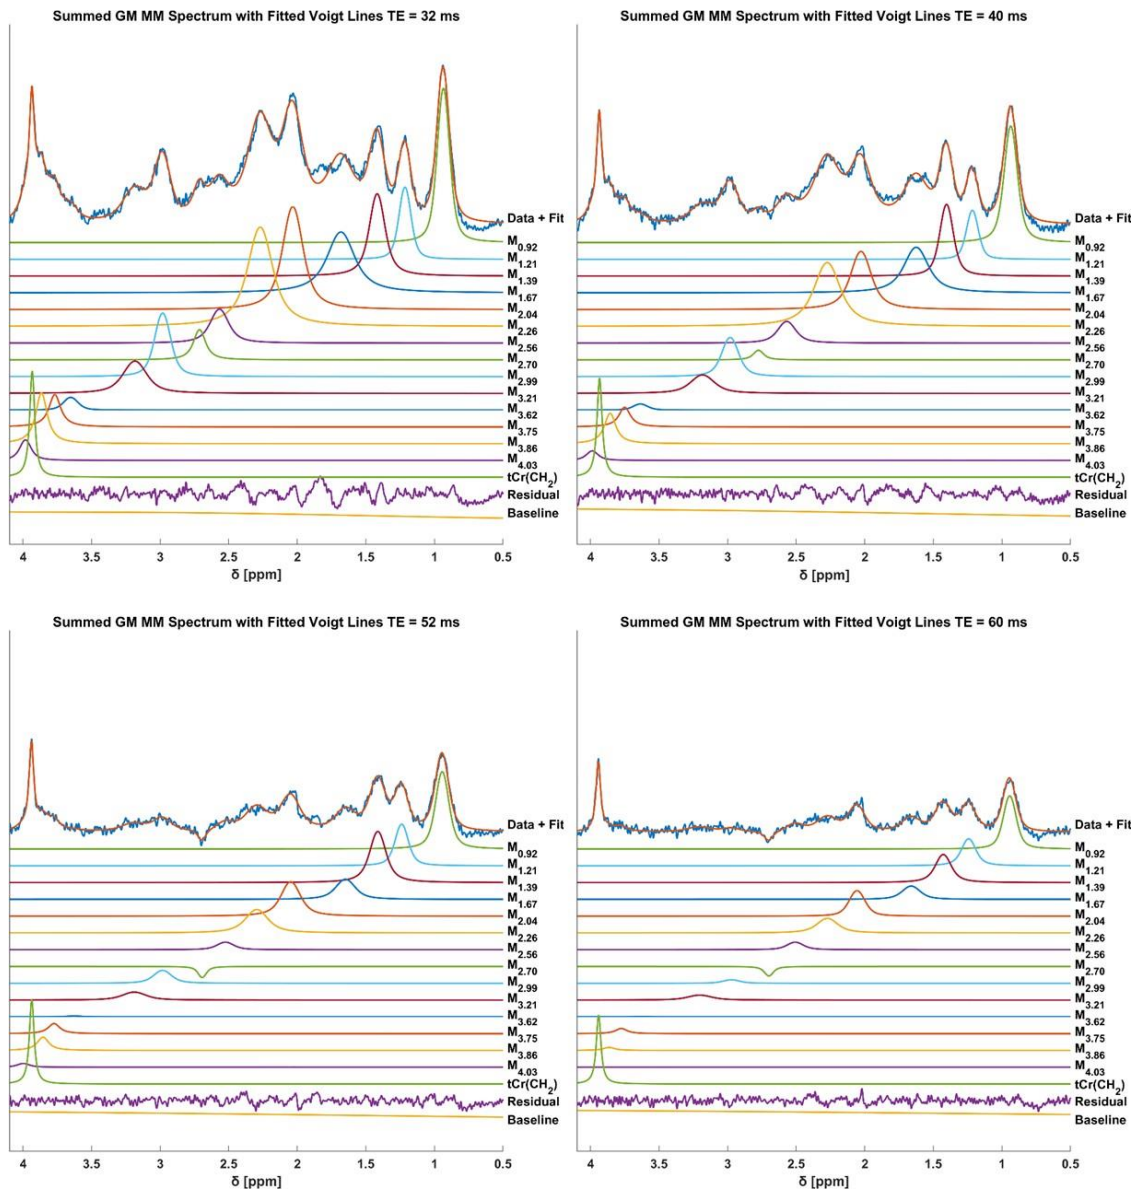 Summed GM MM Spectrum with Fitted Voigt Lines TE = 32 ms
Data + Fit
M0.92
M1.21
M1.39
M1.67
M2.04
M2.26
M2.56
M2.70
M2.99
M3.21
M3.62
M3.75
M3.86
M4.03
tCr(CH2)
Residual
Baseline
4 3.5 3 2.5 2 1.5 1 0.5
δ [ppm]
Summed GM MM Spectrum with Fitted Voigt Lines TE = 40 ms
Data + Fit
M0.92
M1.21
M1.39
M1.67
M2.04
M2.26
M2.56
M2.70
M2.99
M3.21
M3.62
M3.75
M3.86
M4.03
tCr(CH2)
Residual
Baseline
4 3.5 3 2.5 2 1.5 1 0.5
δ [ppm]
Summed GM MM Spectrum with Fitted Voigt Lines TE = 52 ms
Data + Fit
M0.92
M1.21
M1.39
M1.67
M2.04
M2.26
M2.56
M2.70
M2.99
M3.21
M3.62
M3.75
M3.86
M4.03
tCr(CH2)
Residual
Baseline
4 3.5 3 2.5 2 1.5 1 0.5
δ [ppm]
Summed GM MM Spectrum with Fitted Voigt Lines TE = 60 ms
Data + Fit
M0.92
M1.21
M1.39
M1.67
M2.04
M2.26
M2.56
M2.70
M2.99
M3.21
M3.62
M3.75
M3.86
M4.03
tCr(CH2)
Residual
Baseline
4 3.5 3 2.5 2 1.5 1 0.5
δ [ppm]